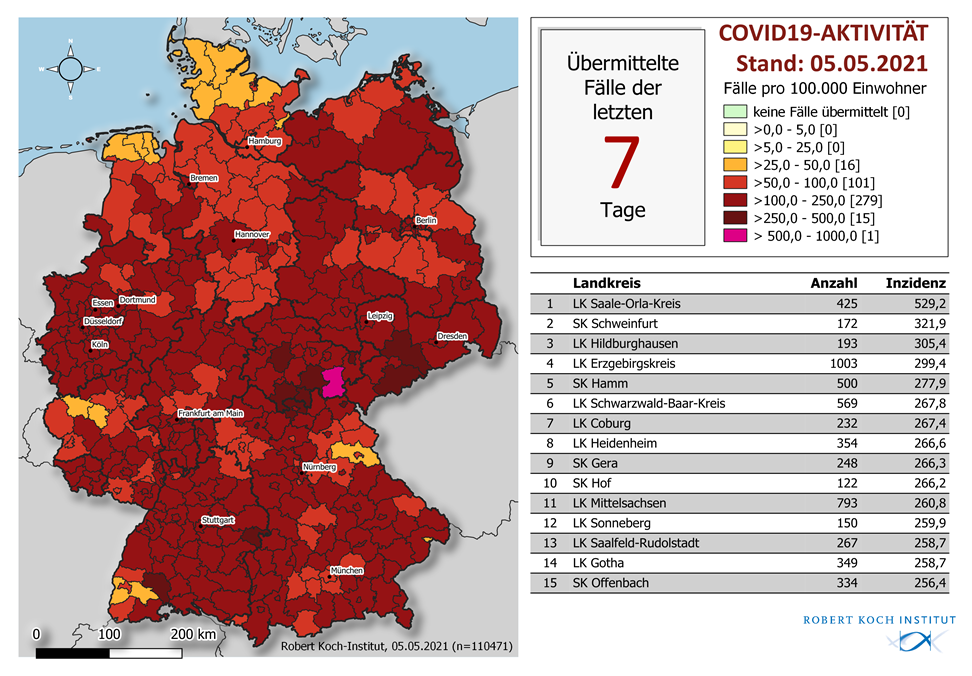 N
W
E
S
Hamburg
Bremen
Berlin
Hannover
Essen
Dortmund
Düsseldorf
Leipzig
Köln
Dresden
Frankfurt am Main
Nürnberg
Stuttgart
München
0 100 200 km
Robert Koch-Institut, 05.05.2021 (n=110471)
Übermittelte
Fälle der
letzten
7
Tage
COVID19-AKTIVITÄT
Stand: 05.05.2021
Fälle pro 100.000 Einwohner
keine Fälle übermittelt [0]
>0,0 - 5,0 [0]
>5,0 - 25,0 [0]
>25,0 - 50,0 [16]
>50,0 - 100,0 [101]
>100,0 - 250,0 [279]
>250,0 - 500,0 [15]
> 500,0 - 1000,0 [1]
Landkreis Anzahl Inzidenz
1 LK Saale-Orla-Kreis 425 529,2
2 SK Schweinfurt 172 321,9
3 LK Hildburghausen 193 305,4
4 LK Erzgebirgskreis 1003 299,4
5 SK Hamm 500 277,9
6 LK Schwarzwald-Baar-Kreis 569 267,8
7 LK Coburg 232 267,4
8 LK Heidenheim 354 266,6
9 SK Gera 248 266,3
10 SK Hof 122 266,2
11 LK Mittelsachsen 793 260,8
12 LK Sonneberg 150 259,9
13 LK Saalfeld-Rudolstadt 267 258,7
14 LK Gotha 349 258,7
15 SK Offenbach 334 256,4
ROBERT KOCH INSTITUT